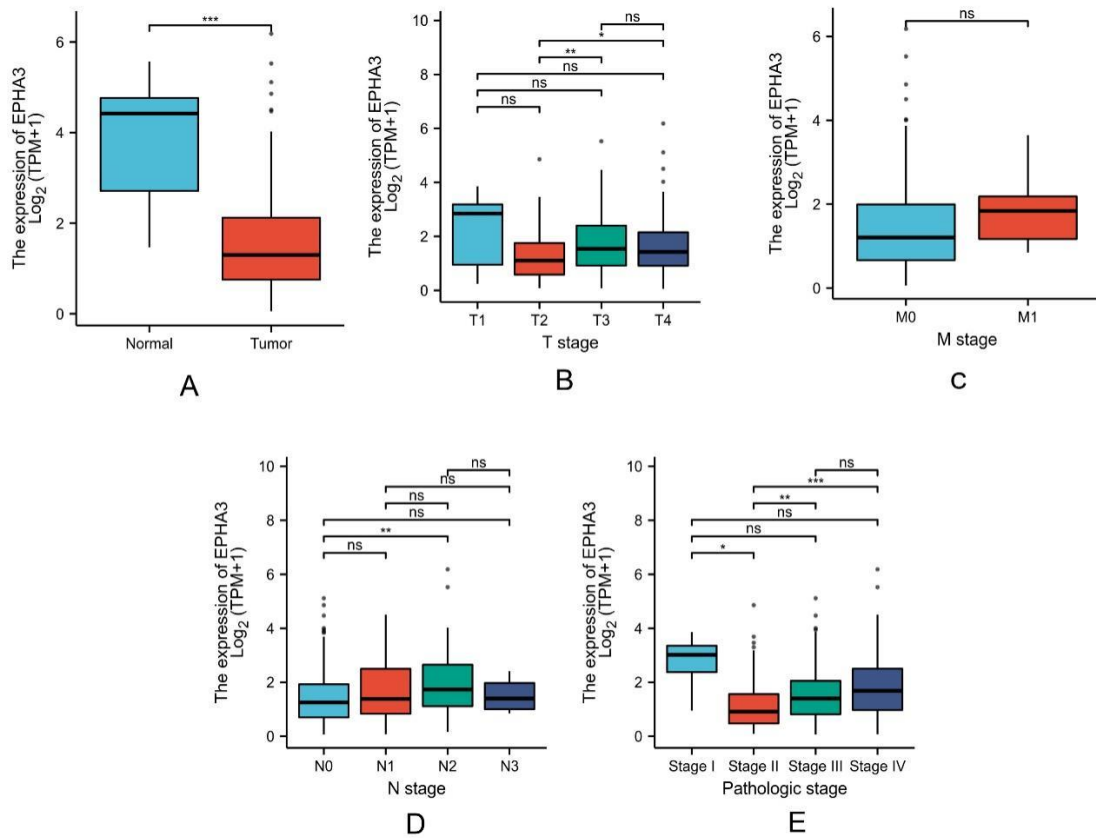 The expression of EPHA3
Log2 (TPM+1)
6
4
2
0
***
Normal
Tumor
A
The expression of EPHA3
Log2 (TPM+1)
10
8
6
4
2
0
ns
*
**
ns
ns
ns
T1
T2
T3
T4
T stage
B
The expression of EPHA3
Log2 (TPM+1)
6
4
2
0
ns
M0
M1
M stage
c
The expression of EPHA3
Log2 (TPM+1)
10
8
6
4
2
0
ns
ns
ns
ns
**
ns
N0
N1
N2
N3
N stage
D
The expression of EPHA3
Log2 (TPM+1)
10
8
6
4
2
0
ns
***
**
ns
ns
*
Stage I
Stage II
Stage III
Stage IV
Pathologic stage
E